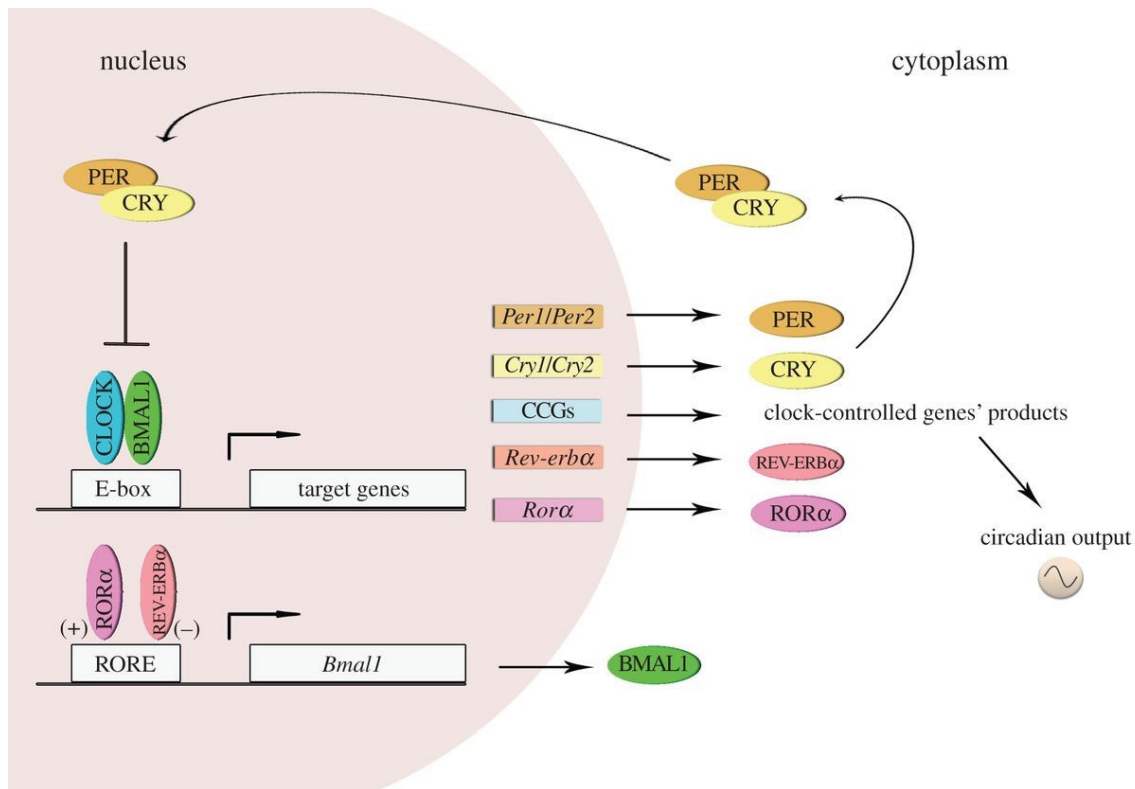 nucleus
cytoplasm
PER
CRY
PER
CRY
Per1/Per2
PER
Cry1/Cry2
CRY
CLOCK
BMAL1
CCGs
clock-controlled genes' products
Rev-erbα
REV-ERBα
E-box
target genes
Rorα
RORα
circadian output
RORα
REV-ERBα
(+)
(–)
RORE
Bmal1
BMAL1